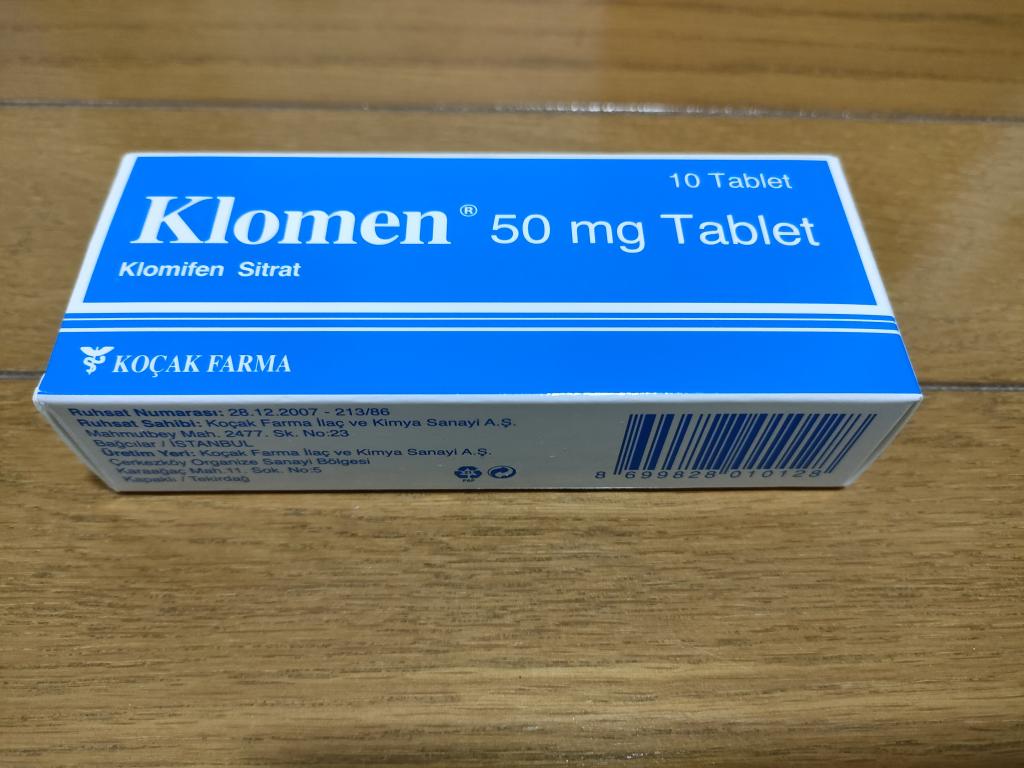 10 Tablet
Klomen® 50 mg Tablet
Klomifen Sitrat
KOÇAK FARMA
Ruhsat Numarası: 28.12.2007 - 213/86
Ruhsat Sahibi: Koçak Farma İlaç ve Kimya Sanayi A.Ş.
Mahmutbey Mah. 2477. Sk. No:23
Bağcılar / İSTANBUL
Üretim Yeri: Koçak Farma İlaç ve Kimya Sanayi A.Ş.
Çerkezköy Organize Sanayi Bölgesi
Karaağaç Mah.11. Sok. No:5
Kapaklı / Tekirdağ
PAP
8 699828 010128